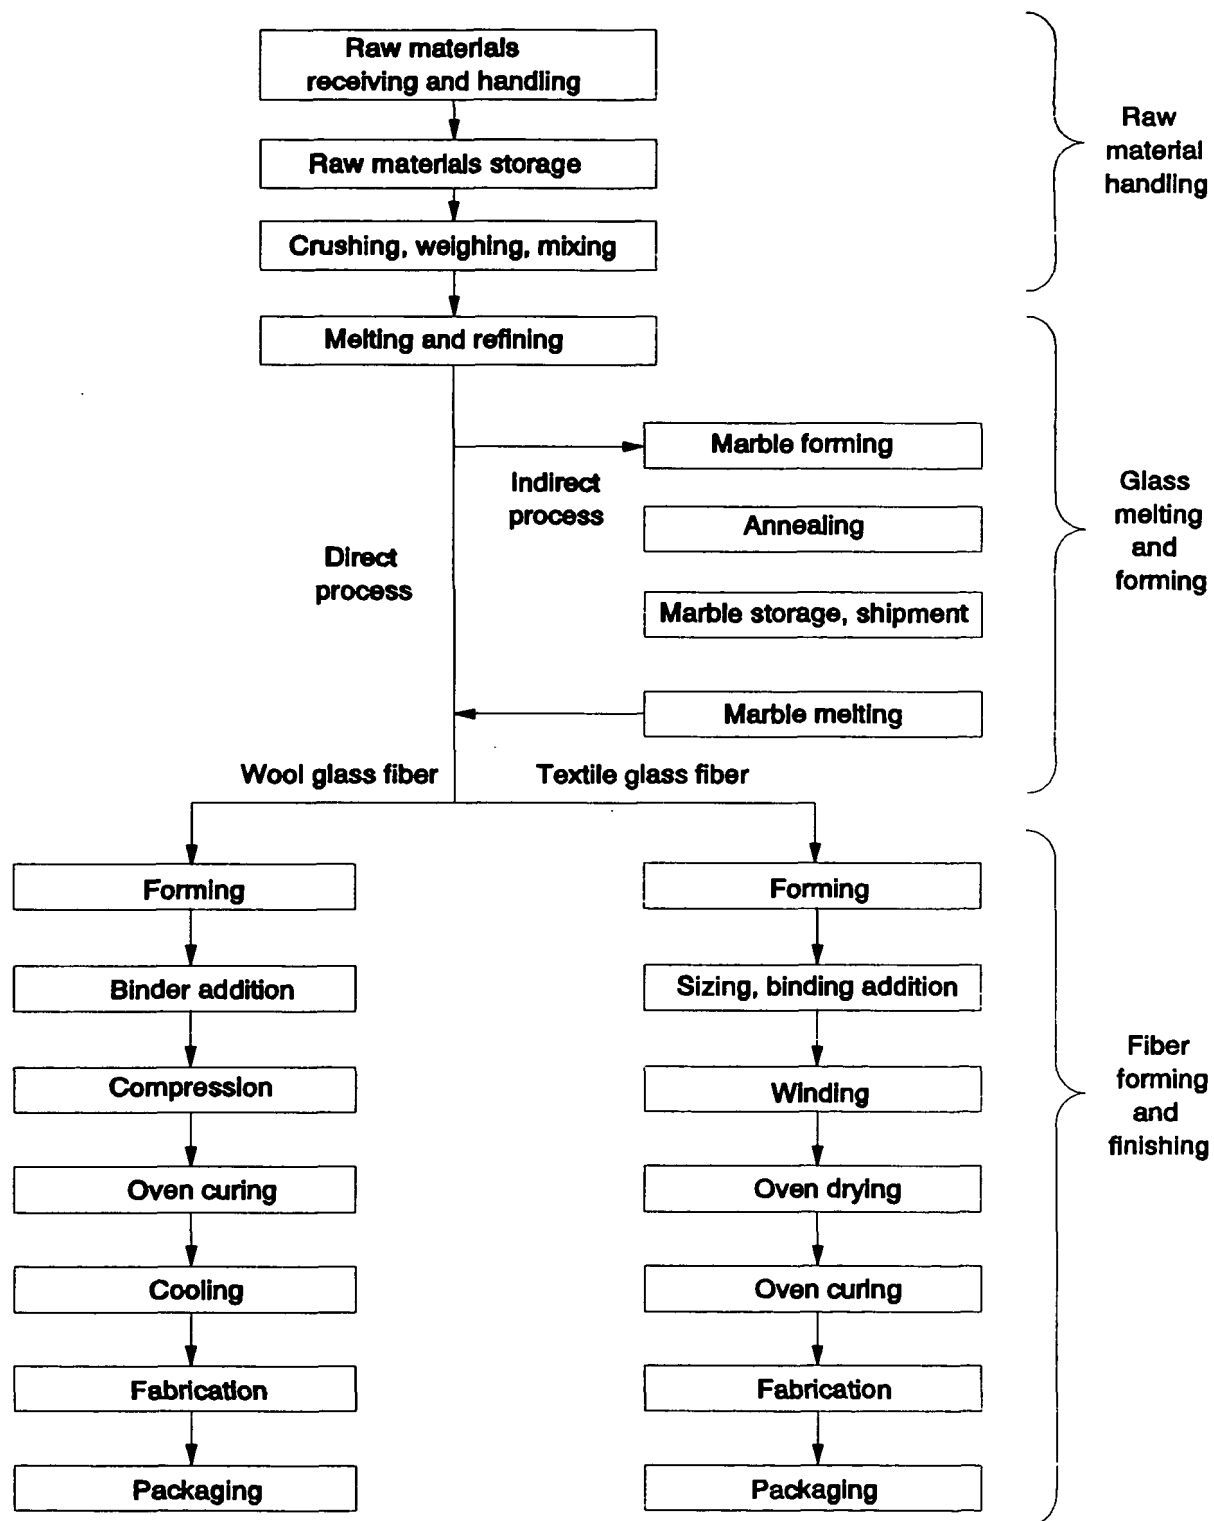 Raw materials
receiving and handling
Raw materials storage
Crushing, weighing, mixing
Raw
material
handling
Melting and refining
Marble forming
Indirect
process
Annealing
Direct
process
Marble storage, shipment
Marble melting
Glass
melting
and
forming
Wool glass fiber
Textile glass fiber
Forming
Binder addition
Compression
Oven curing
Cooling
Fabrication
Packaging
Forming
Sizing, binding addition
Winding
Oven drying
Oven curing
Fabrication
Packaging
Fiber
forming
and
finishing